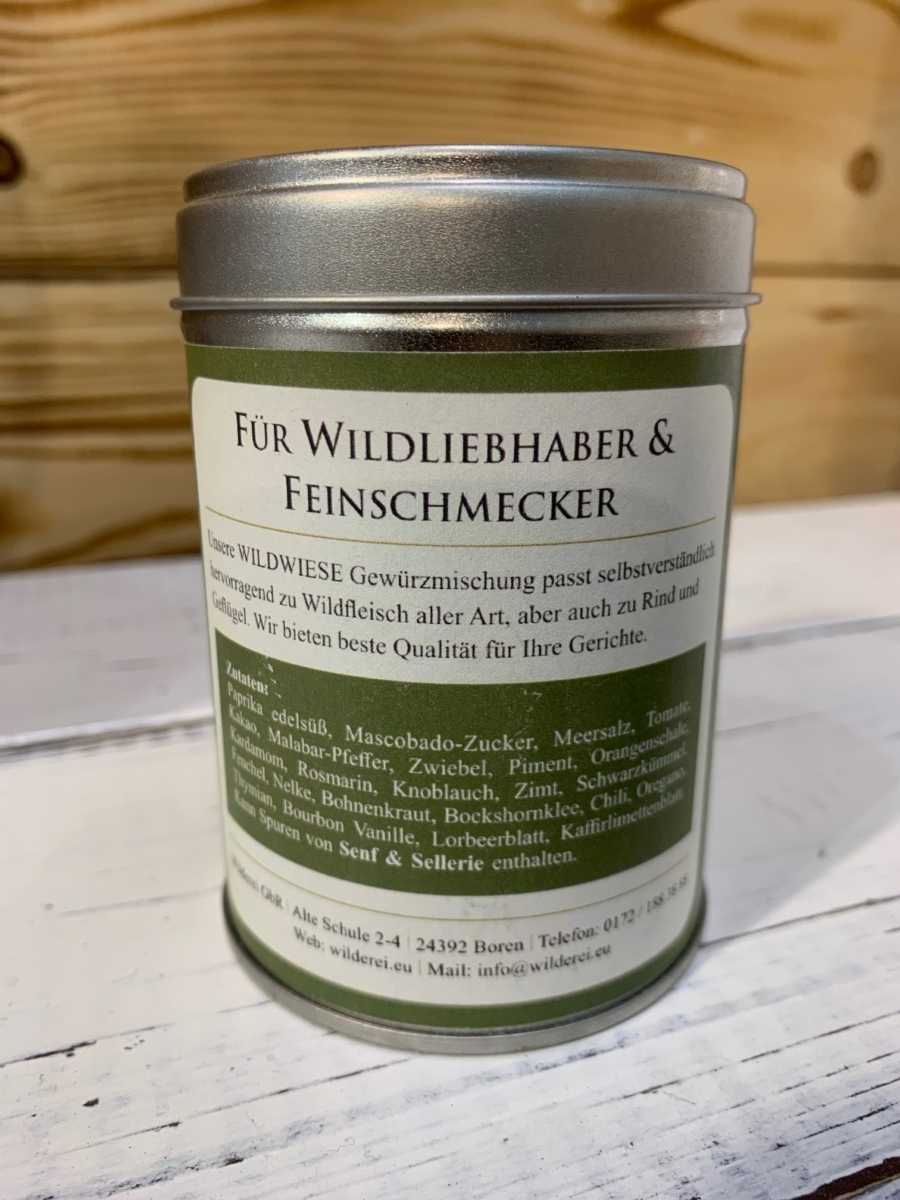 FÜR WILDLIEBHABER &
FEINSCHMECKER
Unsere WILDWIESE Gewürzmischung passt selbstverständlich
hervorragend zu Wildfleisch aller Art, aber auch zu Rind und
Geflügel. Wir bieten beste Qualität für Ihre Gerichte.
Zutaten:
Paprika edelsüß, Mascobado-Zucker, Meersalz, Tomate,
Kakao, Malabar-Pfeffer, Zwiebel, Piment, Orangenschale,
Kardamom, Rosmarin, Knoblauch, Zimt, Schwarzkümmel,
Fenchel, Nelke, Bohnenkraut, Bockshornklee, Chili, Oregano,
Thymian, Bourbon Vanille, Lorbeerblatt, Kaffirlimettenblatt.
Kann Spuren von Senf & Sellerie enthalten.
GbR | Alte Schule 2-4 | 24392 Boren | Telefon: 0172 / 188 38 68
Web: wilderei.eu | Mail: info@wilderei.eu